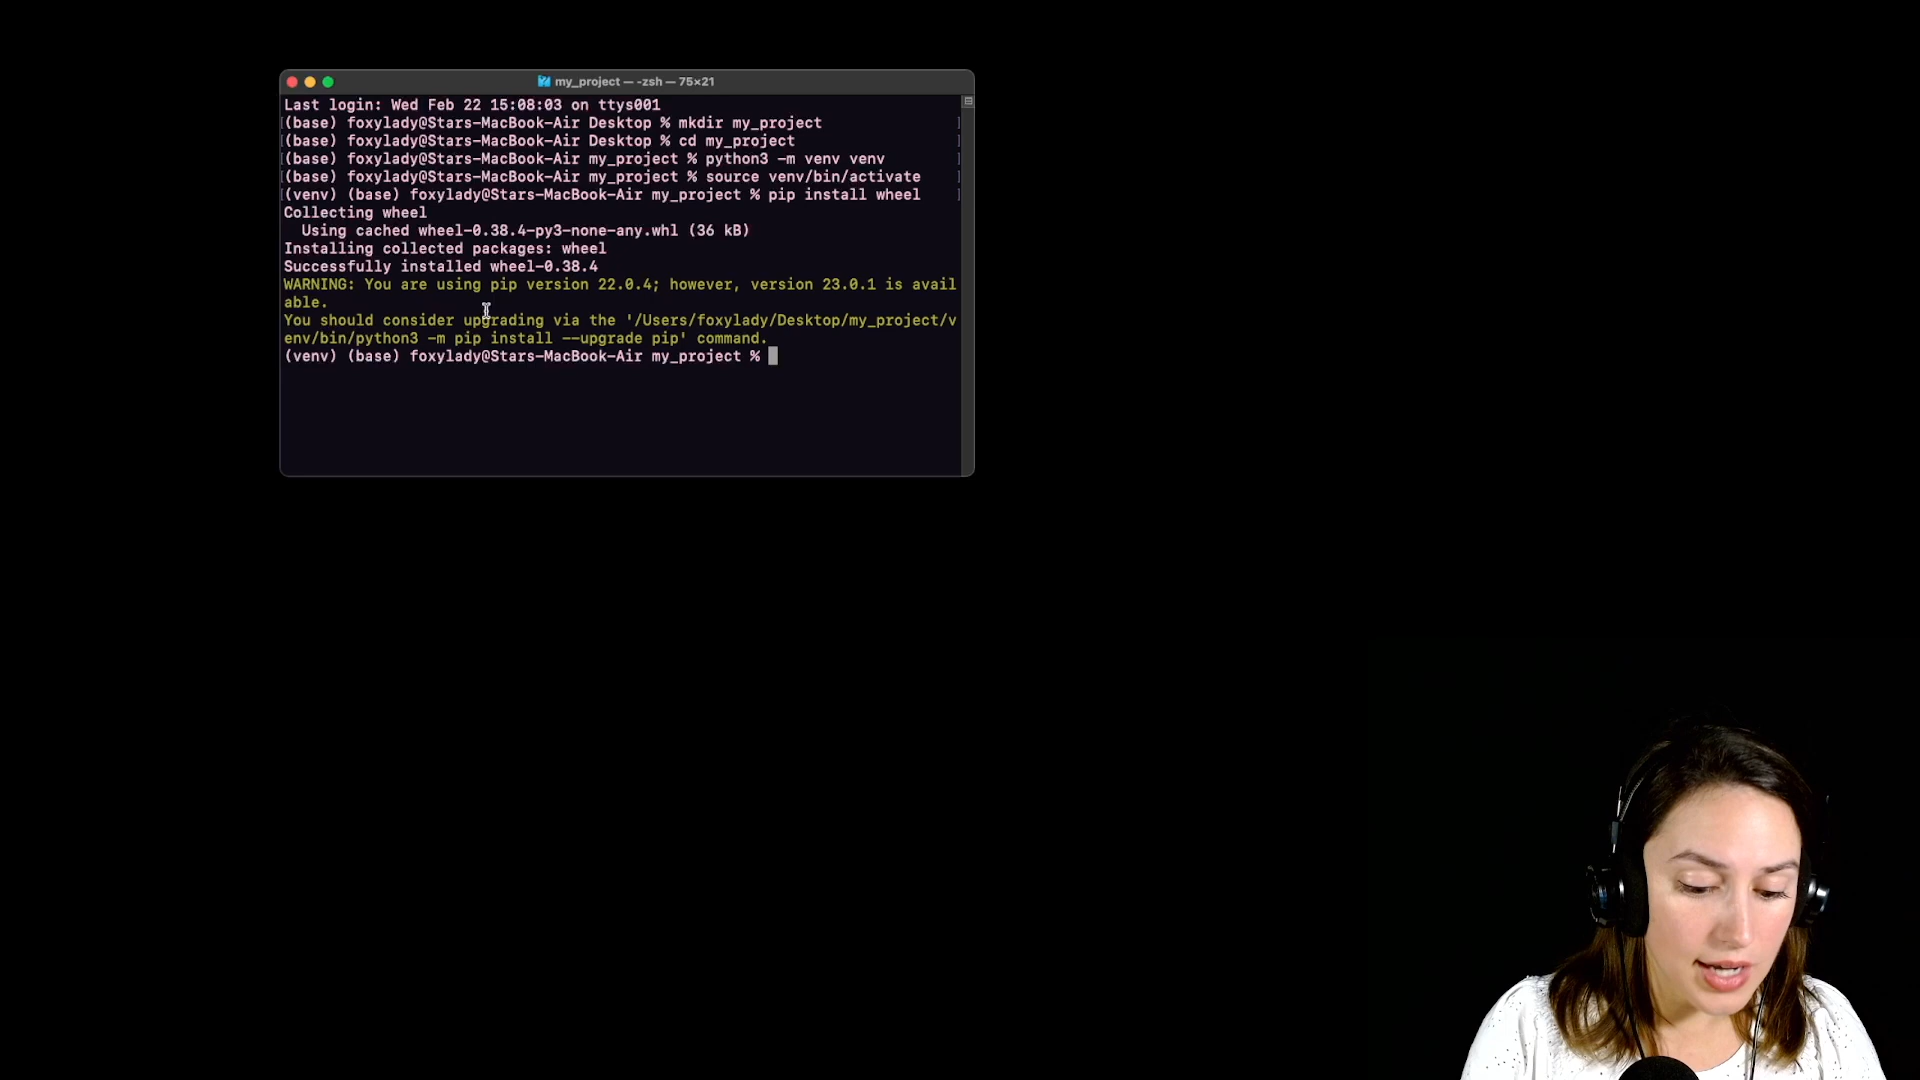 my_project — -zsh — 75×21
Last login: Wed Feb 22 15:08:03 on ttys001
(base) foxylady@Stars-MacBook-Air Desktop % mkdir my_project
(base) foxylady@Stars-MacBook-Air Desktop % cd my_project
(base) foxylady@Stars-MacBook-Air my_project % python3 -m venv venv
(base) foxylady@Stars-MacBook-Air my_project % source venv/bin/activate
(venv) (base) foxylady@Stars-MacBook-Air my_project % pip install wheel
Collecting wheel
  Using cached wheel-0.38.4-py3-none-any.whl (36 kB)
Installing collected packages: wheel
Successfully installed wheel-0.38.4
WARNING: You are using pip version 22.0.4; however, version 23.0.1 is avail
able.
You should consider upgrading via the '/Users/foxylady/Desktop/my_project/v
env/bin/python3 -m pip install --upgrade pip' command.
(venv) (base) foxylady@Stars-MacBook-Air my_project %